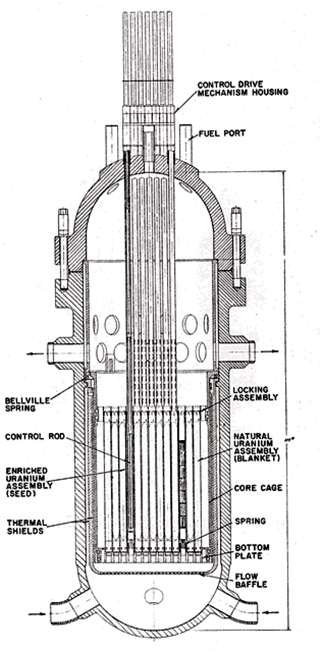 CONTROL DRIVE
MECHANISM HOUSING
FUEL PORT
BELLVILLE
SPRING
CONTROL ROD
ENRICHED
URANIUM
ASSEMBLY
(SEED)
THERMAL
SHIELDS
LOCKING
ASSEMBLY
NATURAL
URANIUM
ASSEMBLY
(BLANKET)
CORE CAGE
SPRING
BOTTOM
PLATE
FLOW
BAFFLE